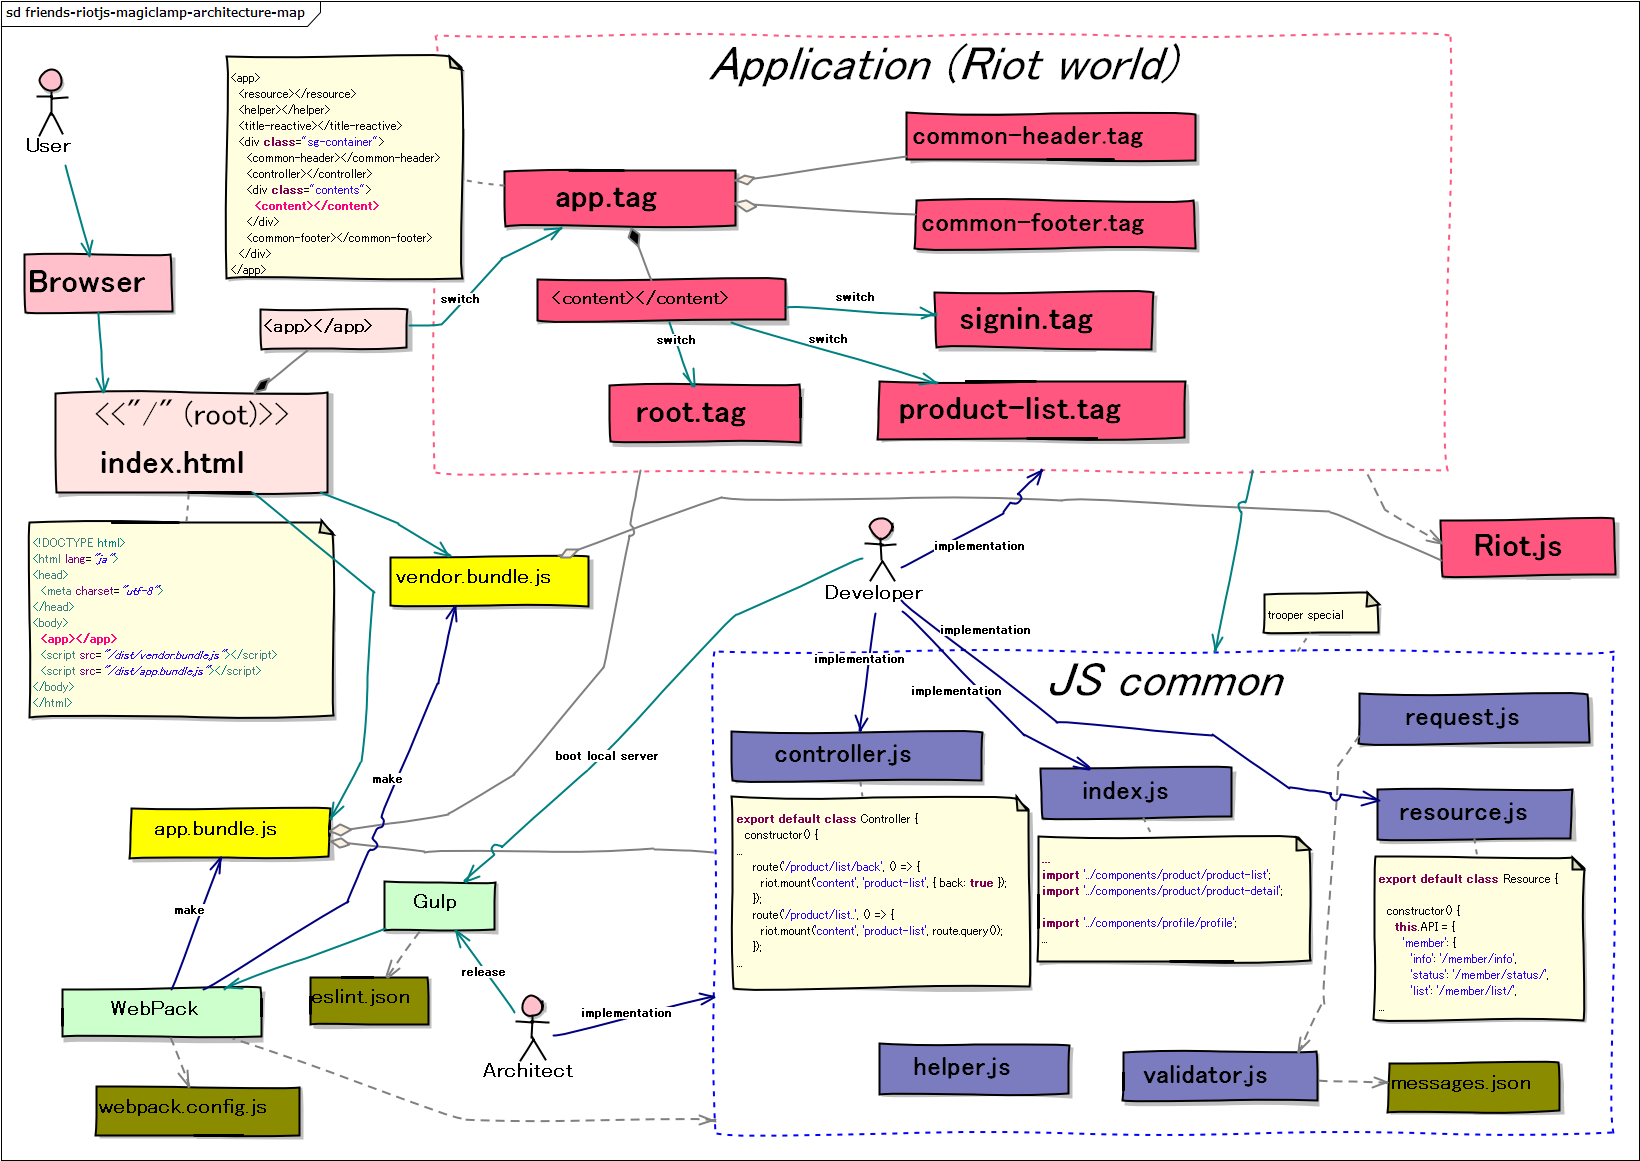 sd friends-riotjs-magiclamp-architecture-map
Application (Riot world)
User
<app>
<resource></resource>
<helper></helper>
<title-reactive></title-reactive>
<div class="sg-container">
<common-header></common-header>
<controller></controller>
<div class="contents">
<content></content>
</div>
<common-footer></common-footer>
</div>
</app>
common-header.tag
app.tag
common-footer.tag
Browser
<content></content>
switch
switch
signin.tag
<app></app>
switch
switch
root.tag
product-list.tag
<<"/" (root)>>
index.html
<!DOCTYPE html>
<html lang="ja">
<head>
<meta charset="utf-8">
</head>
<body>
<app></app>
<script src="/dist/vendor.bundle.js"></script>
<script src="/dist/app.bundle.js"></script>
</body>
</html>
vendor.bundle.js
Developer
implementation
Riot.js
trooper special
implementation
implementation
implementation
JS common
request.js
controller.js
boot local server
make
index.js
resource.js
app.bundle.js
export default class Controller {
constructor() {
...
route('/product/list/back', () => {
riot.mount('content', 'product-list', { back: true });
});
route('/product/list..', () => {
riot.mount('content', 'product-list', route.query());
});
...
...
import '../components/product/product-list';
import '../components/product/product-detail';
import '../components/profile/profile';
...
export default class Resource {
constructor() {
this.API = {
'member': {
'info': '/member/info',
'status': '/member/status/',
'list': '/member/list/',
...
Gulp
make
release
WebPack
eslint.json
implementation
Architect
webpack.config.js
helper.js
validator.js
messages.json